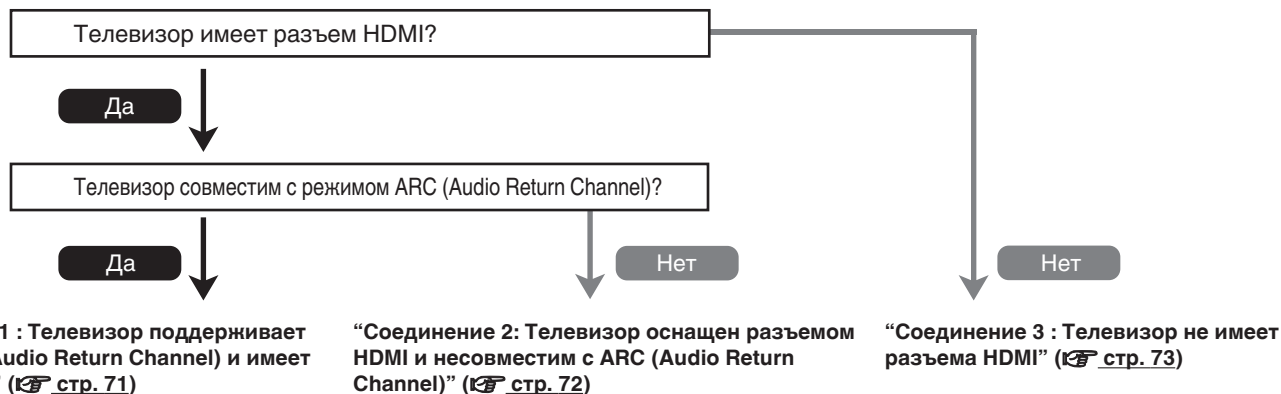 Телевизор имеет разъем HDMI?
Да
Телевизор совместим с режимом ARC (Audio Return Channel)?
Да
Нет
Нет
1 : Телевизор поддерживает
Audio Return Channel) и имеет
” (☞ стр. 71)
“Соединение 2: Телевизор оснащен разъемом
HDMI и несовместим с ARC (Audio Return
Channel)” (☞ стр. 72)
“Соединение 3 : Телевизор не имеет
разъема HDMI” (☞ стр. 73)